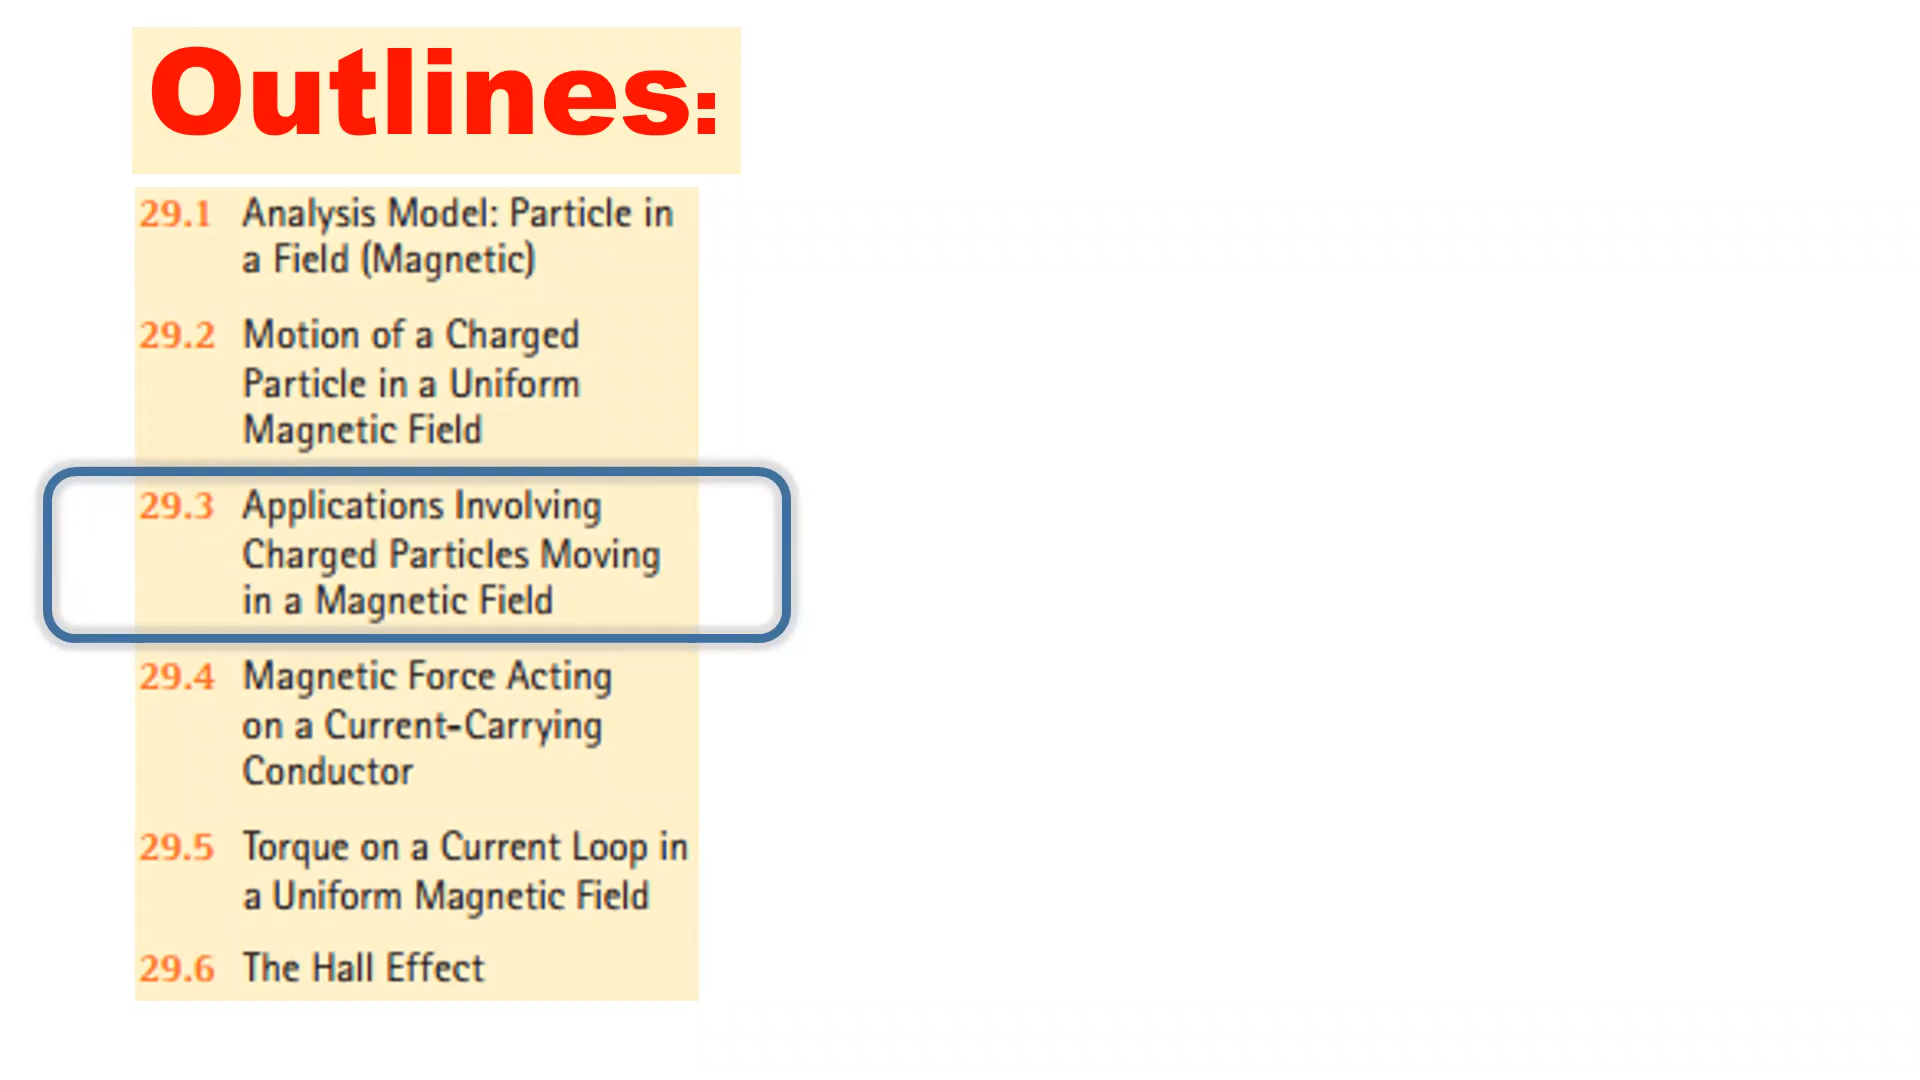 Outlines:
29.1 Analysis Model: Particle in
a Field (Magnetic)
29.2 Motion of a Charged
Particle in a Uniform
Magnetic Field
29.3 Applications Involving
Charged Particles Moving
in a Magnetic Field
29.4 Magnetic Force Acting
on a Current-Carrying
Conductor
29.5 Torque on a Current Loop in
a Uniform Magnetic Field
29.6 The Hall Effect